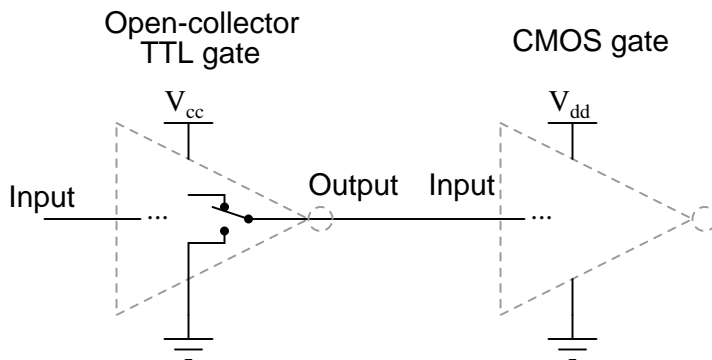 Open-collector
TTL gate
CMOS gate
Vcc
Vdd
Input
...
Output
Input
...